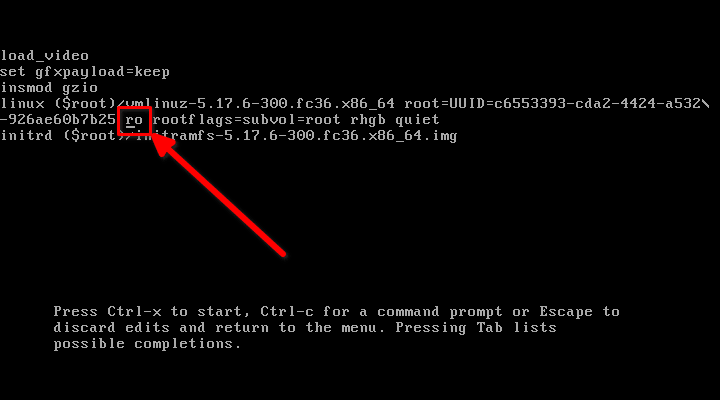 load_video
set gfxpayload=keep
insmod gzio
linux ($root)/vmlinuz-5.17.6-300.fc36.x86_64 root=UUID=c6553393-cda2-4424-a532\
-926ae60b7b25 ro rootflags=subvol=root rhgb quiet
initrd ($root)/initramfs-5.17.6-300.fc36.x86_64.img
Press Ctrl-x to start, Ctrl-c for a command prompt or Escape to
discard edits and return to the menu. Pressing Tab lists
possible completions.